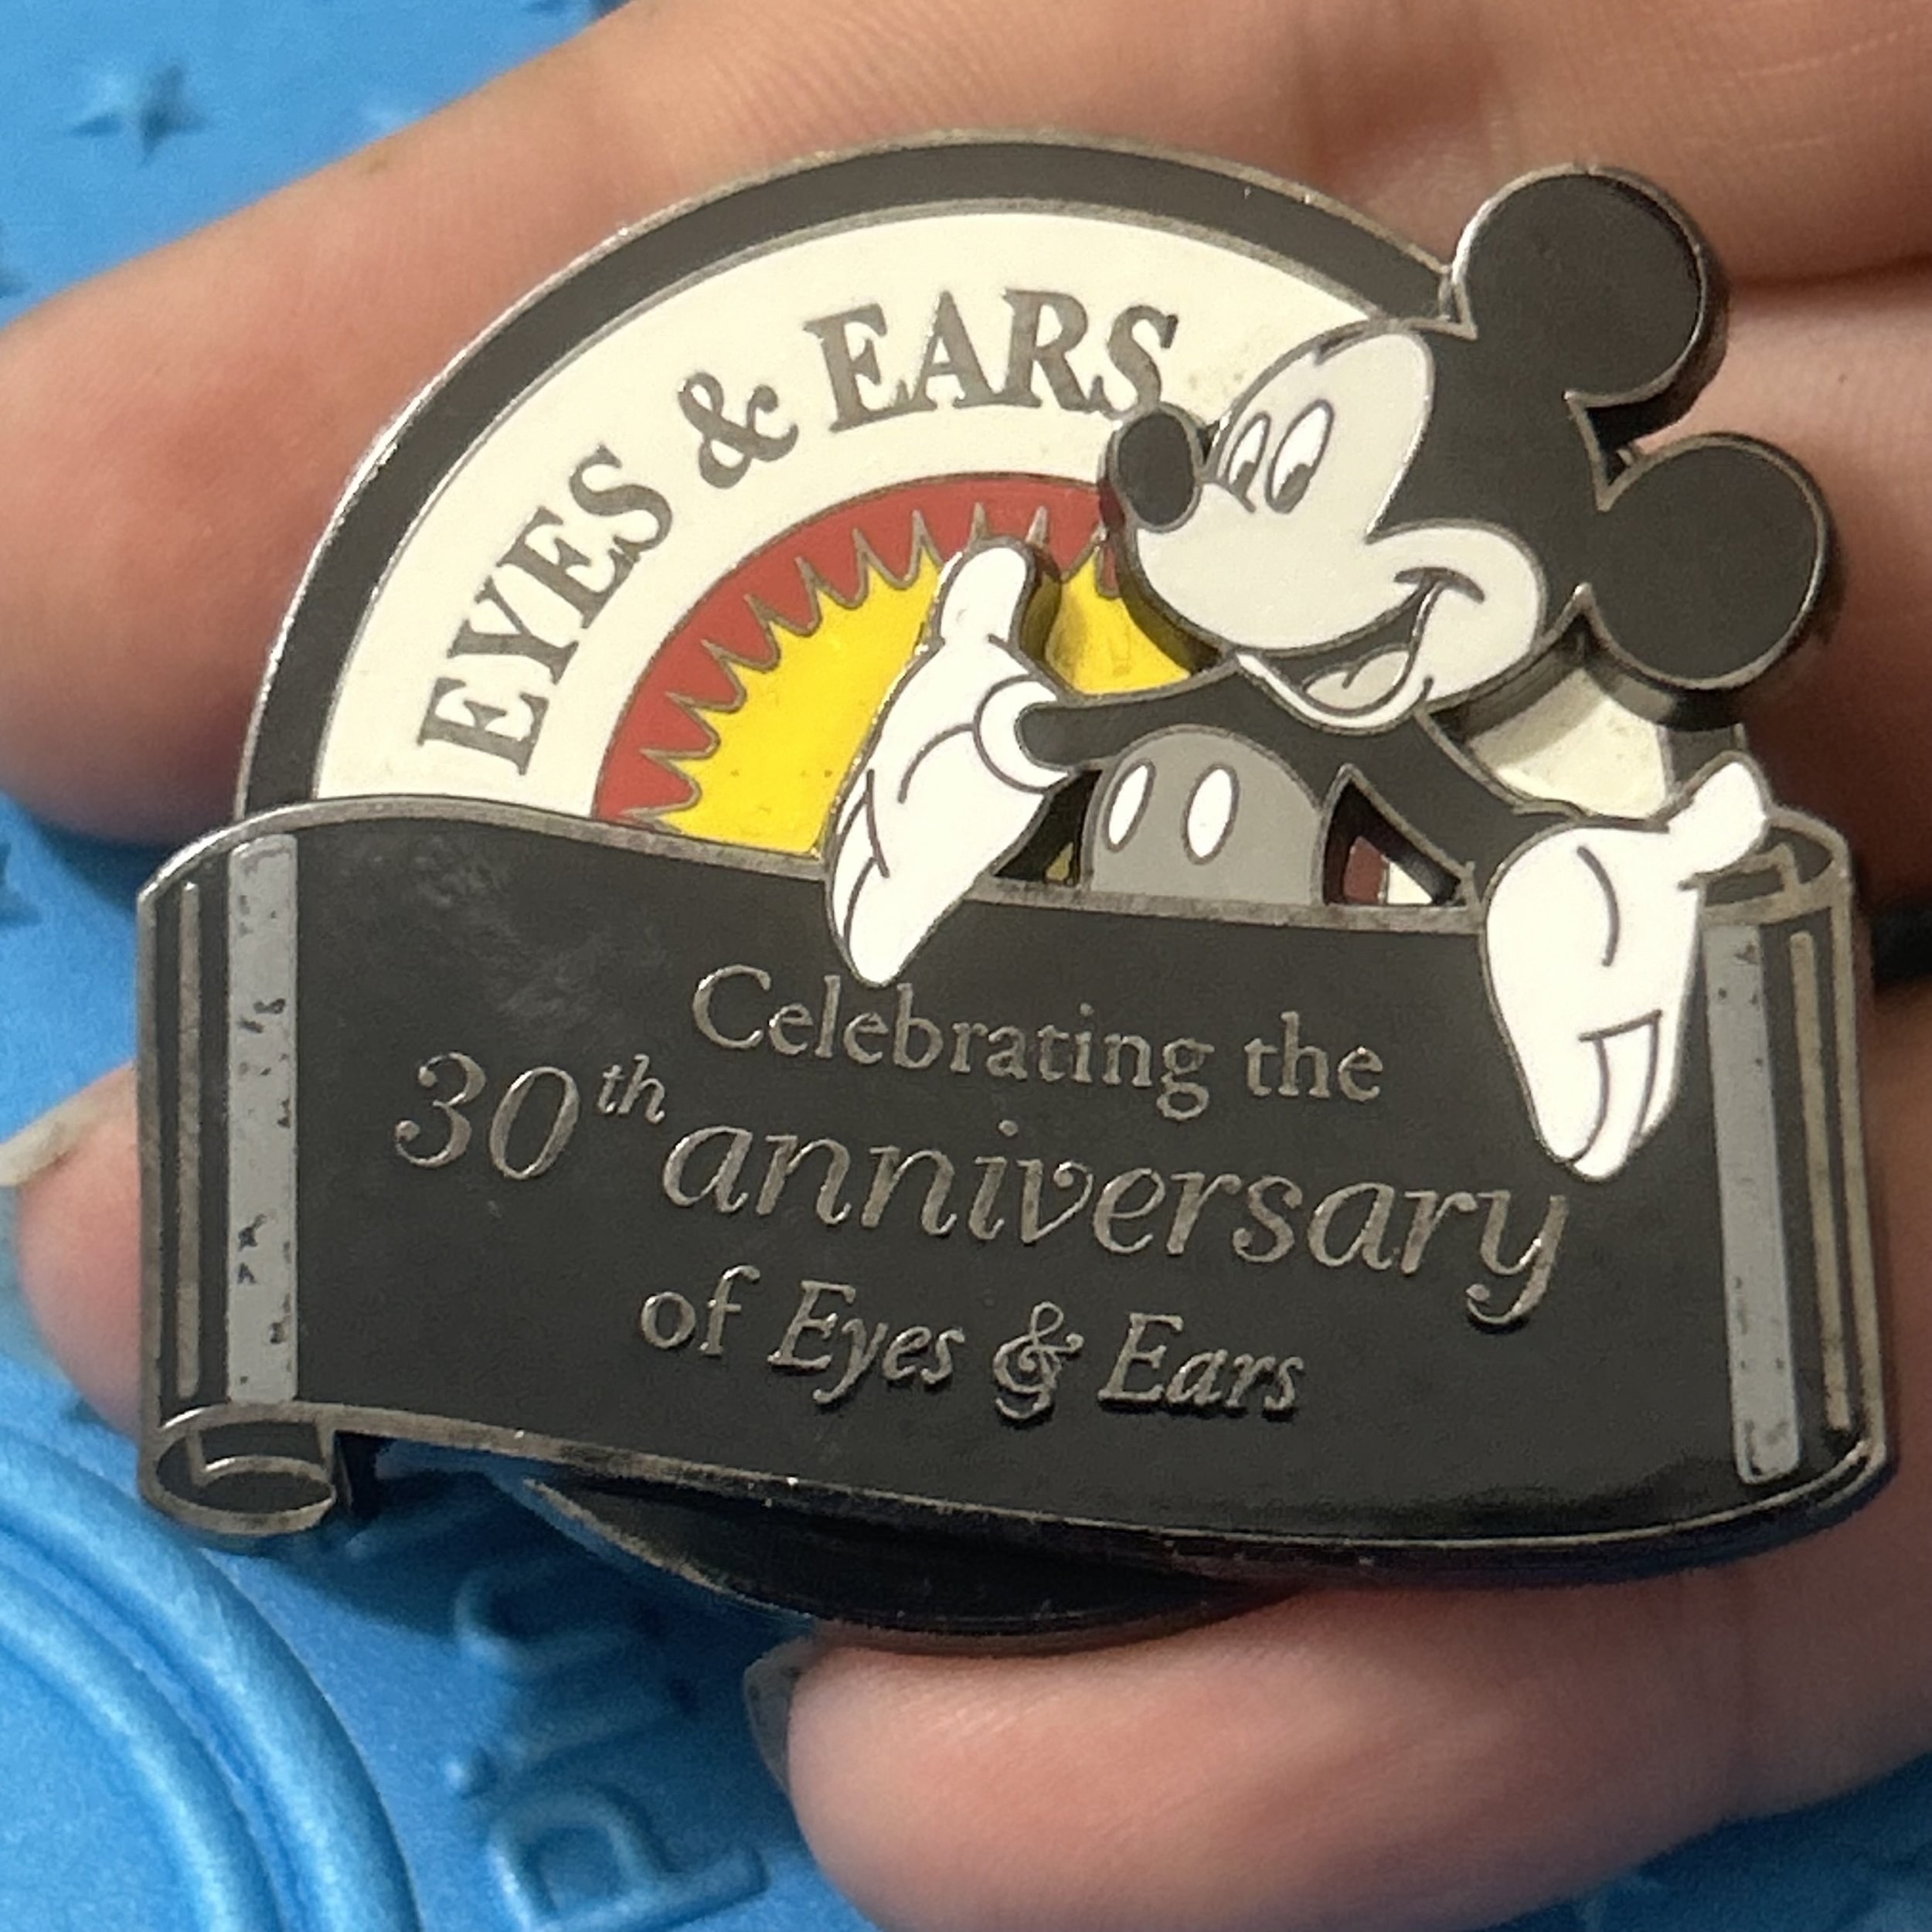 EYES & EARS
Celebrating the
30th anniversary
of Eyes & Ears